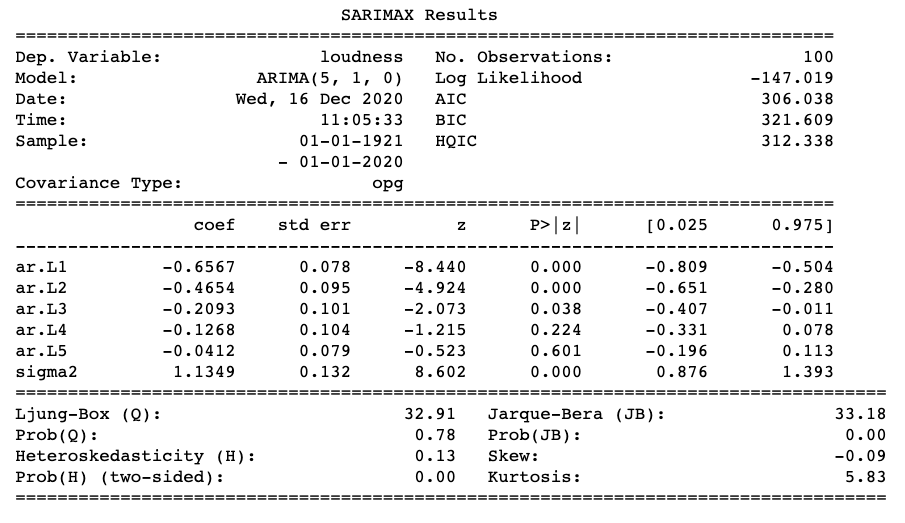 SARIMAX Results
==============================================================================
Dep. Variable:               loudness   No. Observations:                  100
Model:                 ARIMA(5, 1, 0)   Log Likelihood                -147.019
Date:                Wed, 16 Dec 2020   AIC                            306.038
Time:                        11:05:33   BIC                            321.609
Sample:                    01-01-1921   HQIC                           312.338
                         - 01-01-2020
Covariance Type:                  opg
==============================================================================
                 coef    std err          z      P>|z|      [0.025      0.975]
------------------------------------------------------------------------------
ar.L1         -0.6567      0.078     -8.440      0.000      -0.809      -0.504
ar.L2         -0.4654      0.095     -4.924      0.000      -0.651      -0.280
ar.L3         -0.2093      0.101     -2.073      0.038      -0.407      -0.011
ar.L4         -0.1268      0.104     -1.215      0.224      -0.331       0.078
ar.L5         -0.0412      0.079     -0.523      0.601      -0.196       0.113
sigma2         1.1349      0.132      8.602      0.000       0.876       1.393
===================================================================================
Ljung-Box (Q):                       32.91   Jarque-Bera (JB):                33.18
Prob(Q):                              0.78   Prob(JB):                         0.00
Heteroskedasticity (H):               0.13   Skew:                            -0.09
Prob(H) (two-sided):                  0.00   Kurtosis:                         5.83
===================================================================================